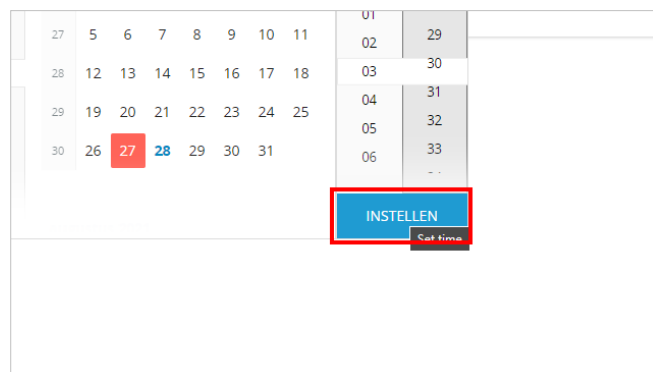 01
27 5 6 7 8 9 10 11 02 29
28 12 13 14 15 16 17 18 03 30
29 19 20 21 22 23 24 25 04 31
05 32
30 26 27 28 29 30 31 06 33
INSTELLEN
Set time